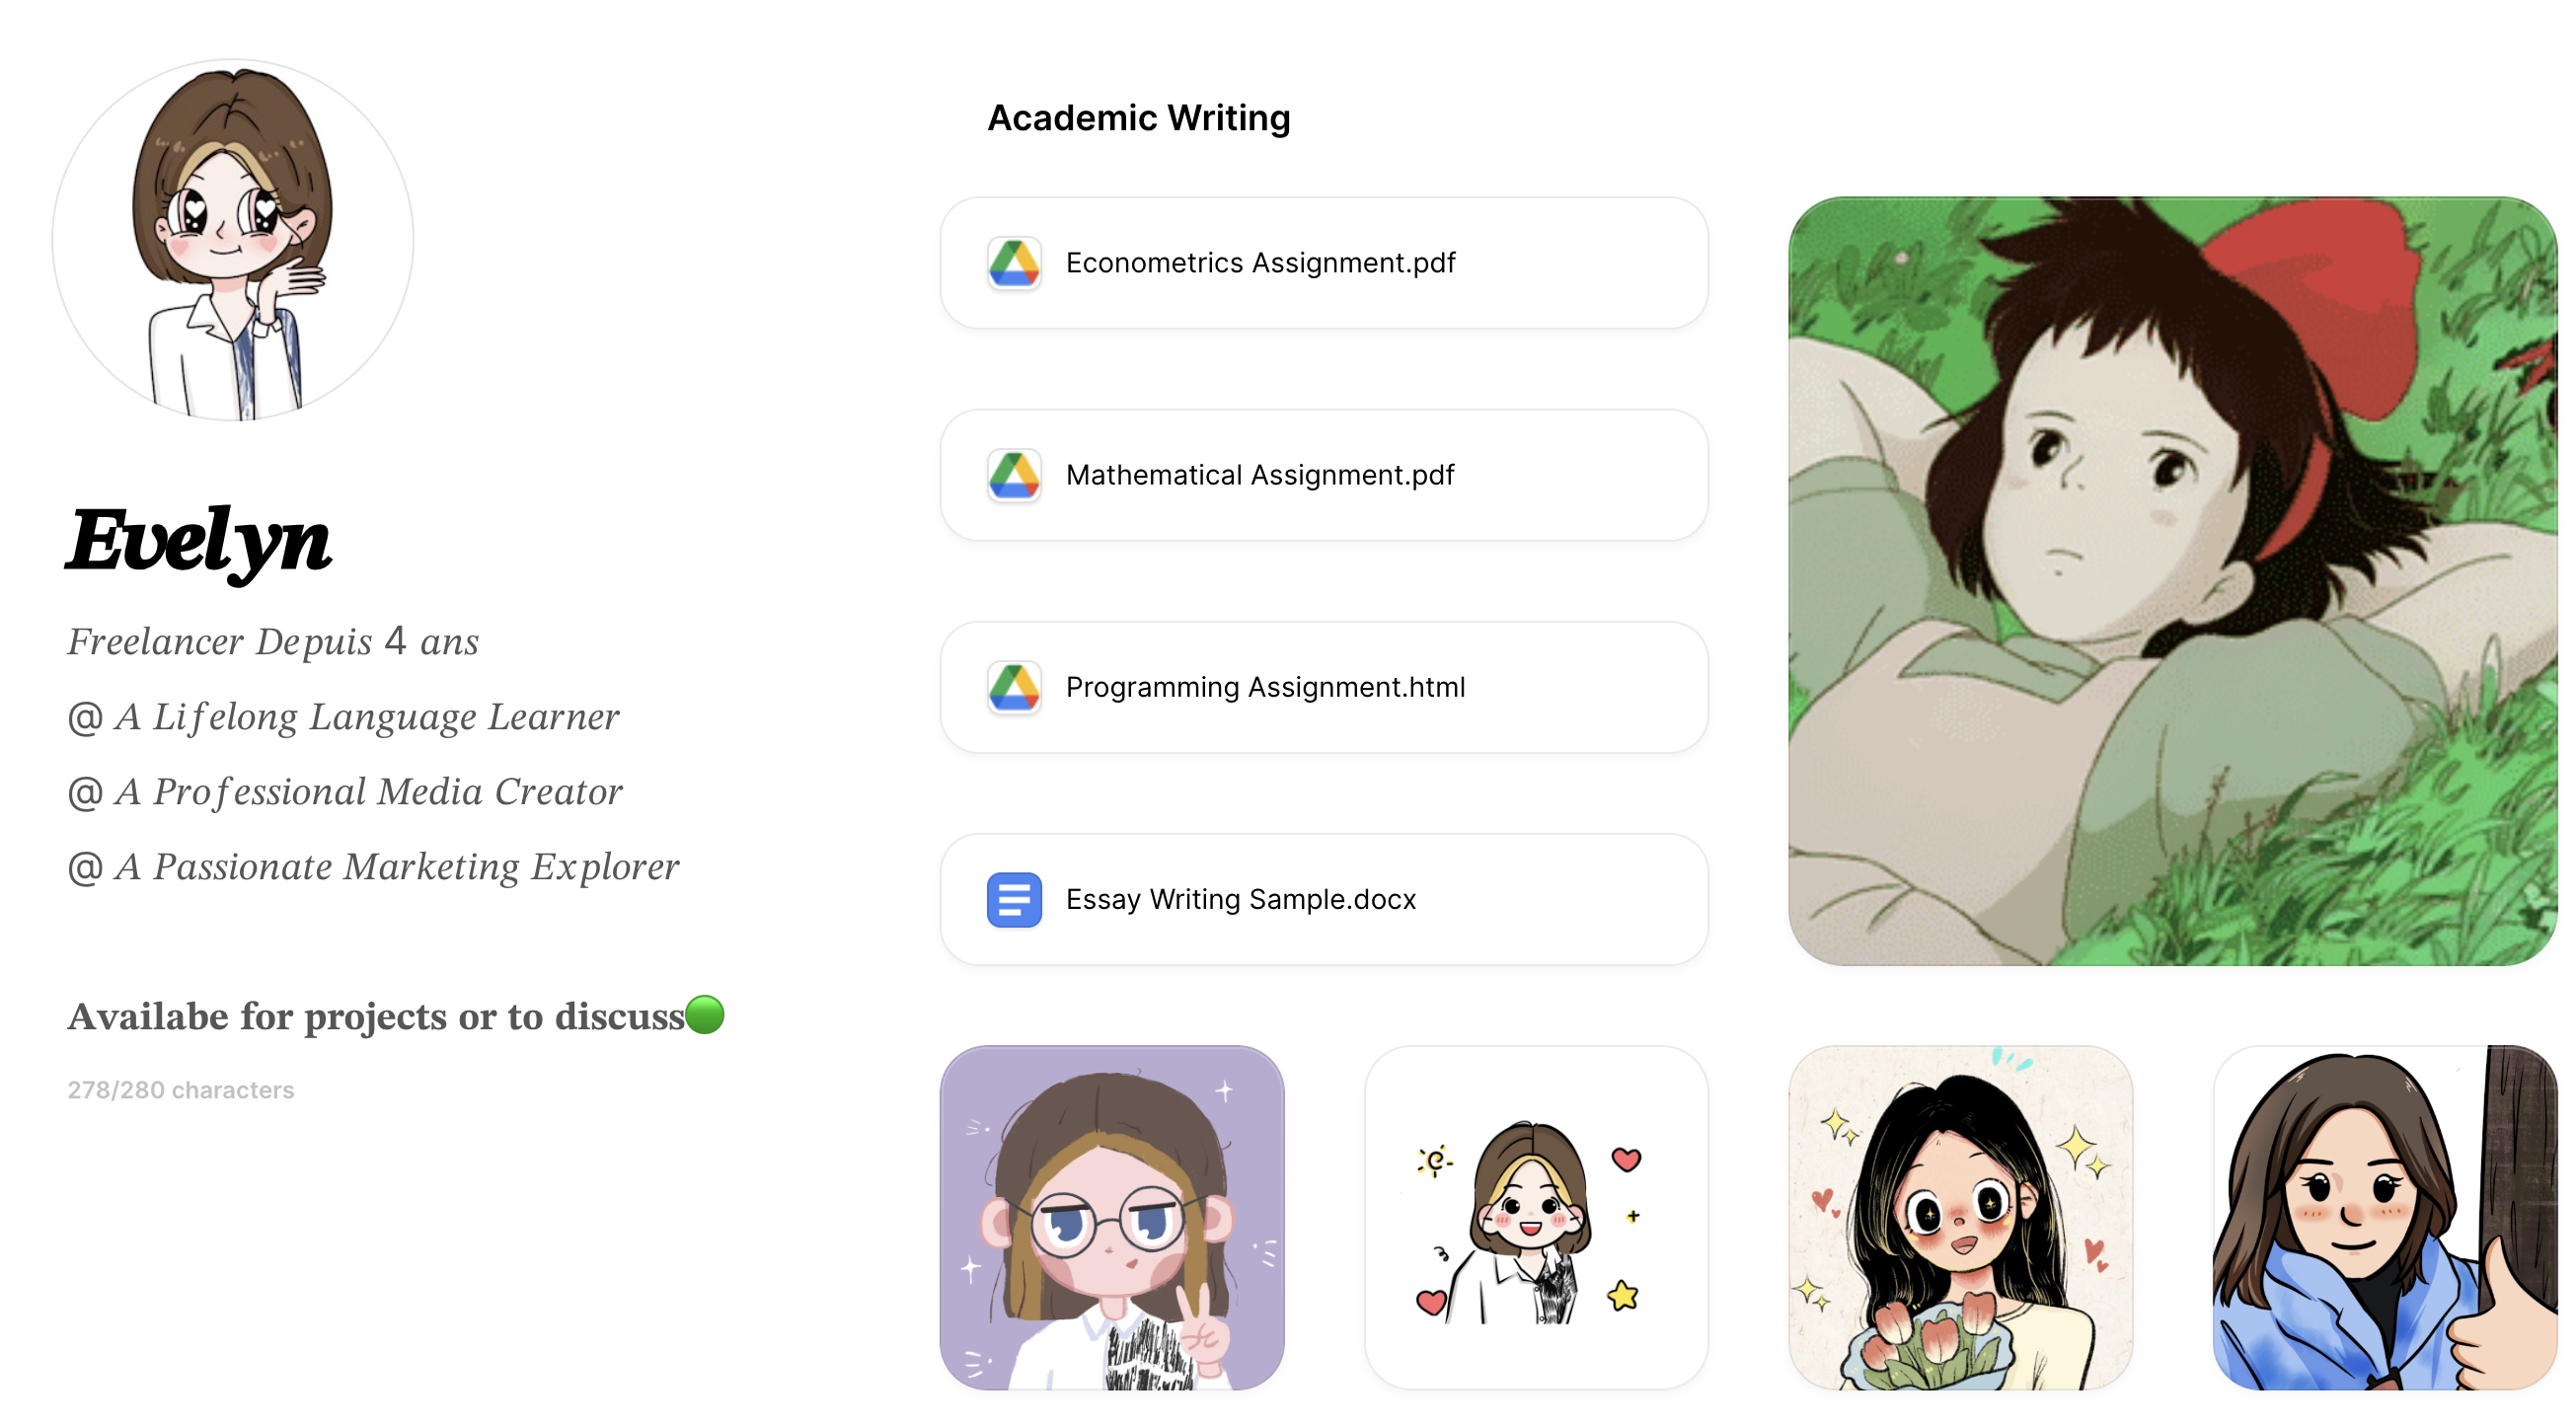 Evelyn
Freelancer Depuis 4 ans
@ A Lifelong Language Learner
@ A Professional Media Creator
@ A Passionate Marketing Explorer
Availabe for projects or to discuss🟢
278/280 characters
Academic Writing
Econometrics Assignment.pdf
Mathematical Assignment.pdf
Programming Assignment.html
Essay Writing Sample.docx